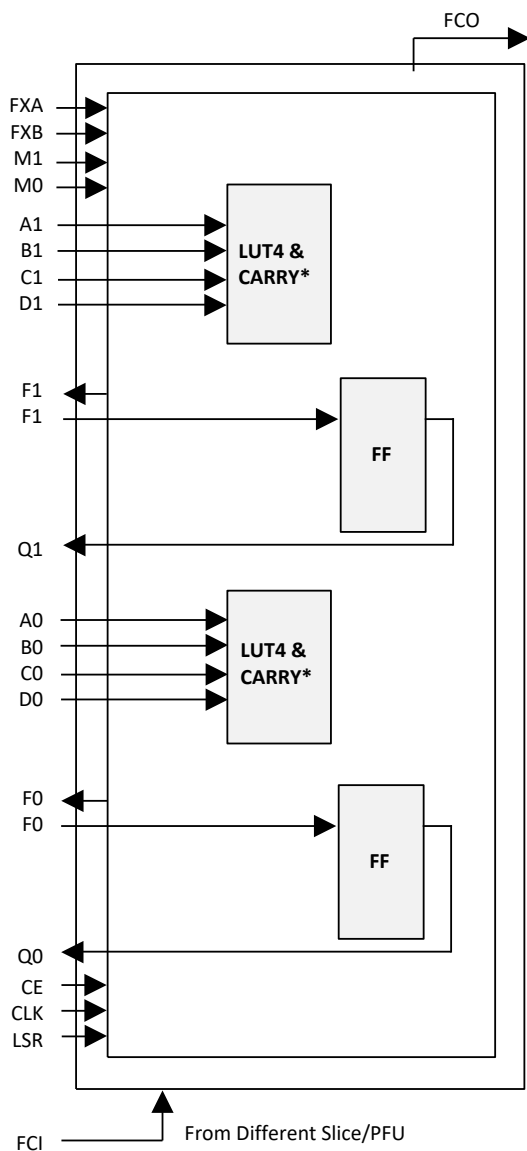 FCO
FXA
FXB
M1
M0
A1
B1
C1
D1
LUT4 &
CARRY*
F1
F1
FF
Q1
A0
B0
C0
D0
LUT4 &
CARRY*
F0
F0
FF
Q0
CE
CLK
LSR
From Different Slice/PFU
FCI